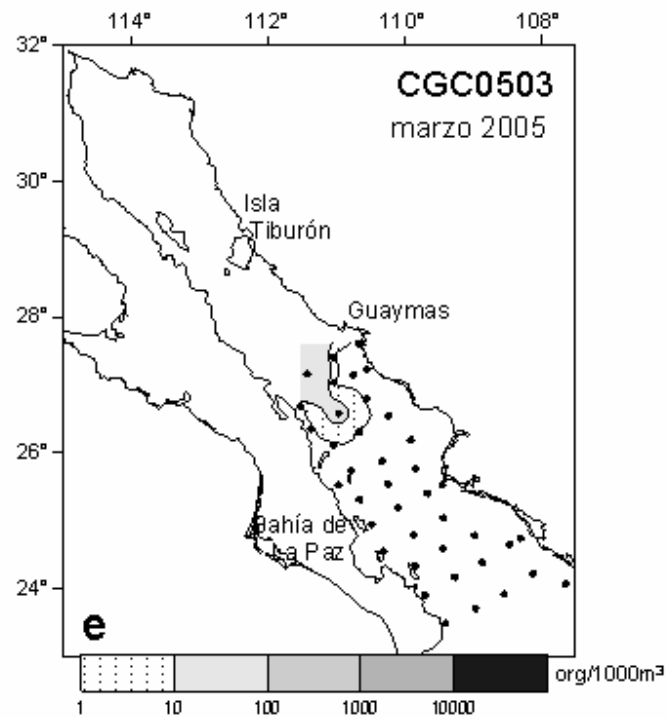 114° 112° 110° 108°
32°
CGC0503
marzo 2005
30°
Isla
Tiburón
28°
Guaymas
26°
Bahía de
La Paz
24°
e
org/1000m³
1 10 100 1000 10000